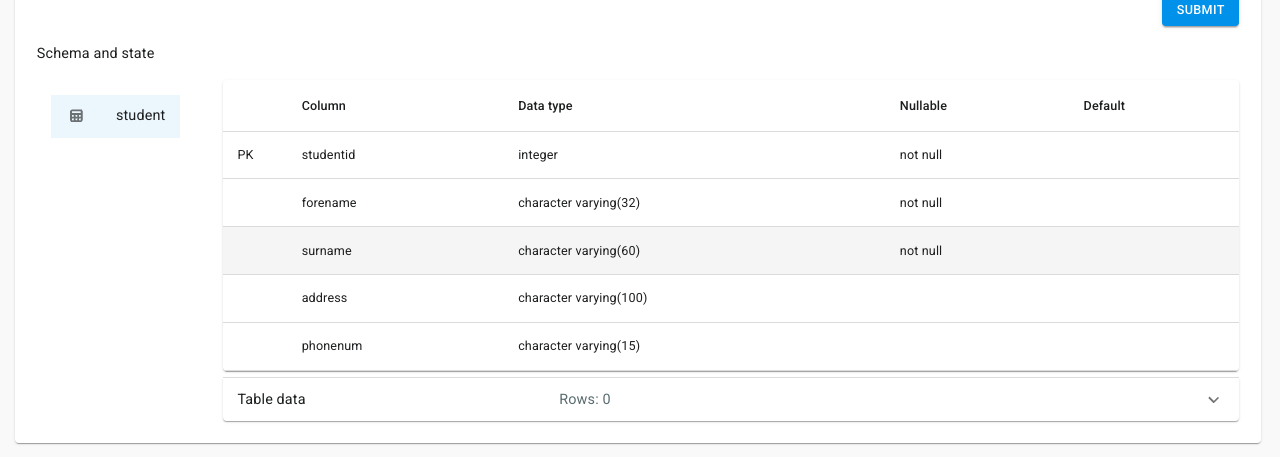 SUBMIT
Schema and state
student
Column Data type Nullable Default
PK studentid integer not null
forename character varying(32) not null
surname character varying(60) not null
address character varying(100)
phonenum character varying(15)
Table data Rows: 0